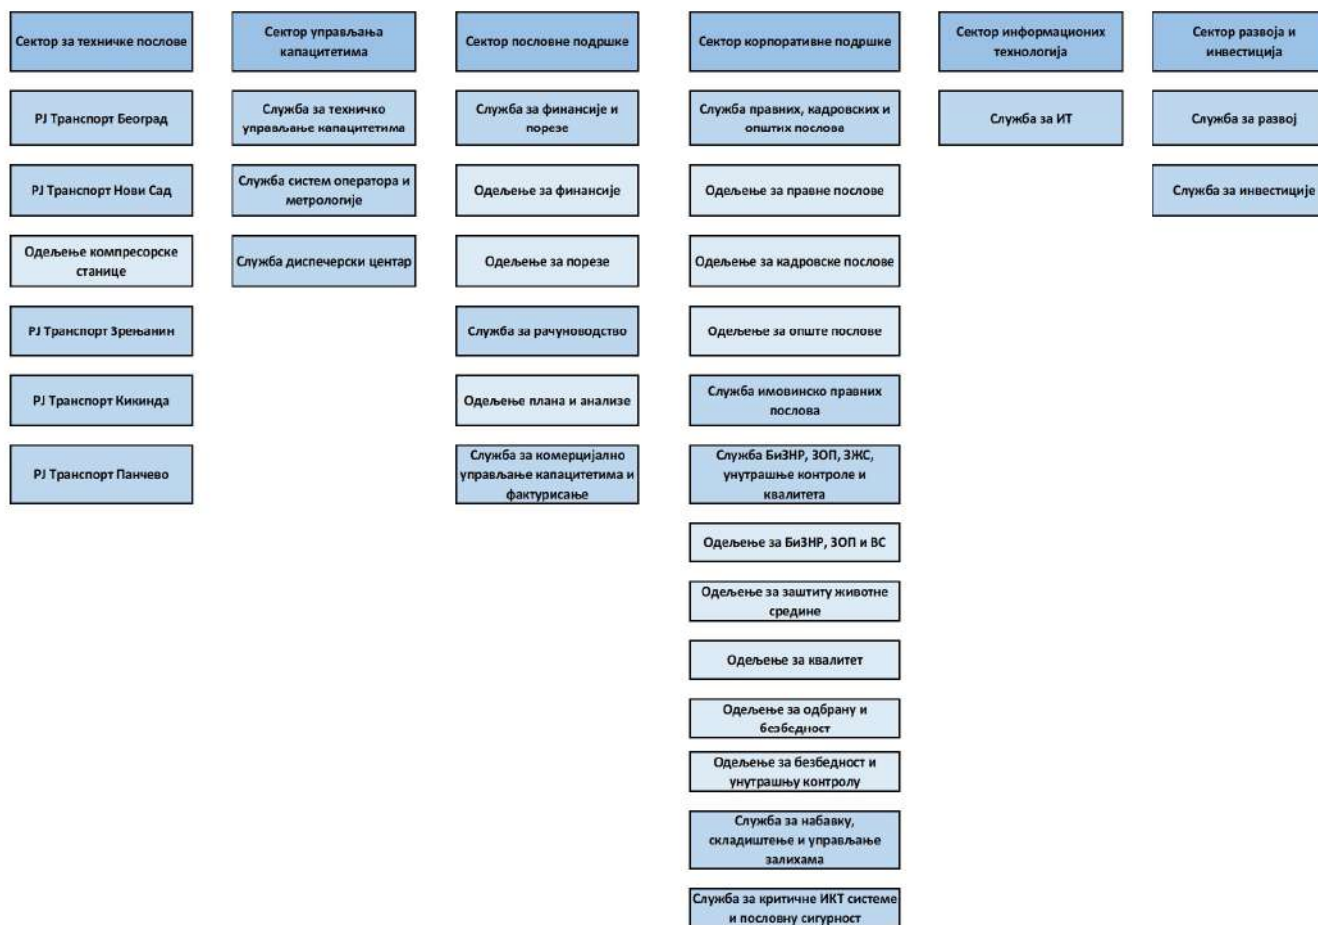 Сектор за техничке послове
РЈ Транспорт Београд
РЈ Транспорт Нови Сад
Одељење компресорске
станице
РЈ Транспорт Зрењанин
РЈ Транспорт Кикинда
РЈ Транспорт Панчево
Сектор управљања
капацитетима
Служба за техничко
управљање капацитетима
Служба систем оператора и
метрологије
Служба диспечерски центар
Сектор пословне подршке
Служба за финансије и
порезе
Одељење за финансије
Одељење за порезе
Служба за рачуноводство
Одељење плана и анализе
Служба за комерцијално
управљање капацитетима и
фактурисање
Сектор корпоративне подршке
Служба правних, кадровских и
општих послова
Одељење за правне послове
Одељење за кадровске послове
Одељење за опште послове
Служба имовинско правних
послова
Служба БиЗНР, ЗОП, ЗЖС,
унутрашње контроле и
квалитета
Одељење за БиЗНР, ЗОП и ВС
Одељење за заштиту животне
средине
Одељење за квалитет
Одељење за одбрану и
безбедност
Одељење за безбедност и
унутрашњу контролу
Служба за набавку,
складиштење и управљање
залихама
Служба за критичне ИКТ системе
и пословну сигурност
Сектор информационих
технологија
Служба за ИТ
Сектор развоја и
инвестиција
Служба за развој
Служба за инвестиције